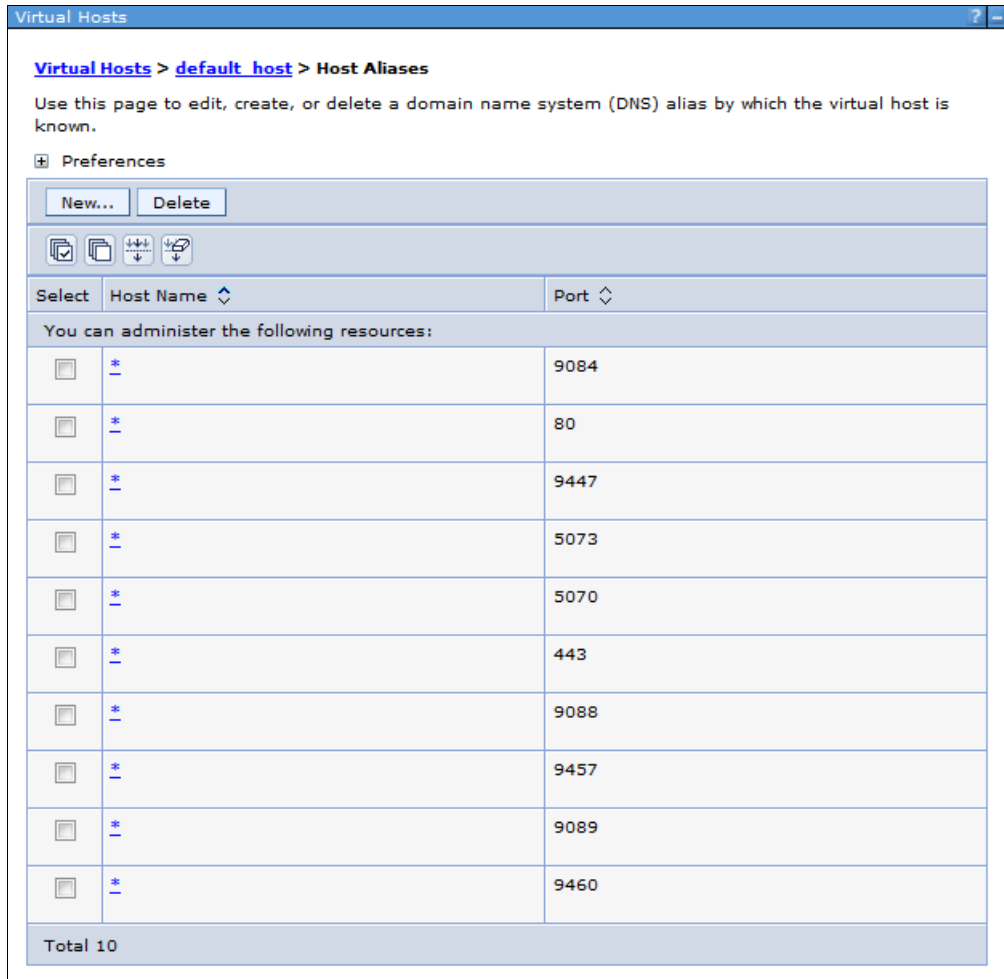 Virtual Hosts ? –
Virtual Hosts > default_host > Host Aliases
Use this page to edit, create, or delete a domain name system (DNS) alias by which the virtual host is
known.
+ Preferences
New... Delete
Select Host Name Port
You can administer the following resources:
* 9084
* 80
* 9447
* 5073
* 5070
* 443
* 9088
* 9457
* 9089
* 9460
Total 10